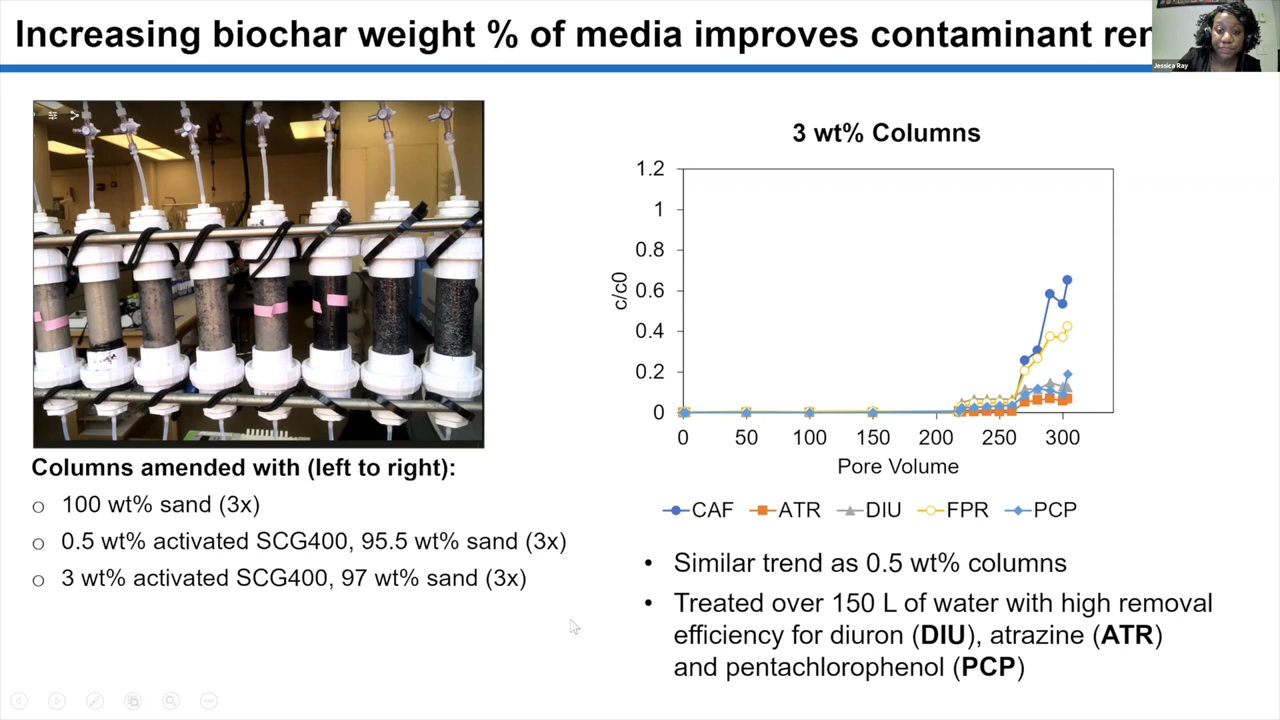 Increasing biochar weight % of media improves contaminant
Jessica Ray
3 wt% Columns
1.2
1
0.8
0.6
0.4
0.2
0
c/c0
0 50 100 150 200 250 300
Pore Volume
CAF ATR DIU FPR PCP
Columns amended with (left to right):
o 100 wt% sand (3x)
o 0.5 wt% activated SCG400, 95.5 wt% sand (3x)
o 3 wt% activated SCG400, 97 wt% sand (3x)
• Similar trend as 0.5 wt% columns
• Treated over 150 L of water with high removal
efficiency for diuron (DIU), atrazine (ATR)
and pentachlorophenol (PCP)